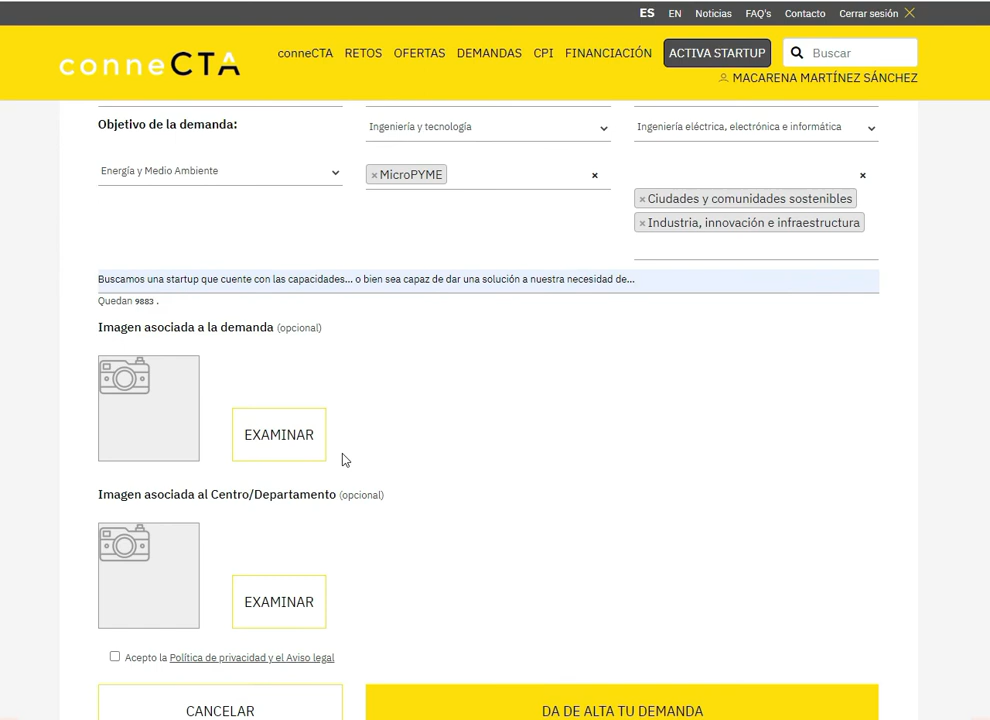 ES EN Noticias FAQ's Contacto Cerrar sesión
conneCTA conneCTA RETOS OFERTAS DEMANDAS CPI FINANCIACIÓN ACTIVA STARTUP Buscar
MACARENA MARTÍNEZ SÁNCHEZ
Objetivo de la demanda: Ingeniería y tecnología Ingeniería eléctrica, electrónica e informática
Energía y Medio Ambiente × MicroPYME × ×
× Ciudades y comunidades sostenibles
× Industria, innovación e infraestructura
Buscamos una startup que cuente con las capacidades... o bien sea capaz de dar una solución a nuestra necesidad de...
Quedan 9883 .
Imagen asociada a la demanda (opcional)
EXAMINAR
Imagen asociada al Centro/Departamento (opcional)
EXAMINAR
Acepto la Política de privacidad y el Aviso legal
CANCELAR DA DE ALTA TU DEMANDA